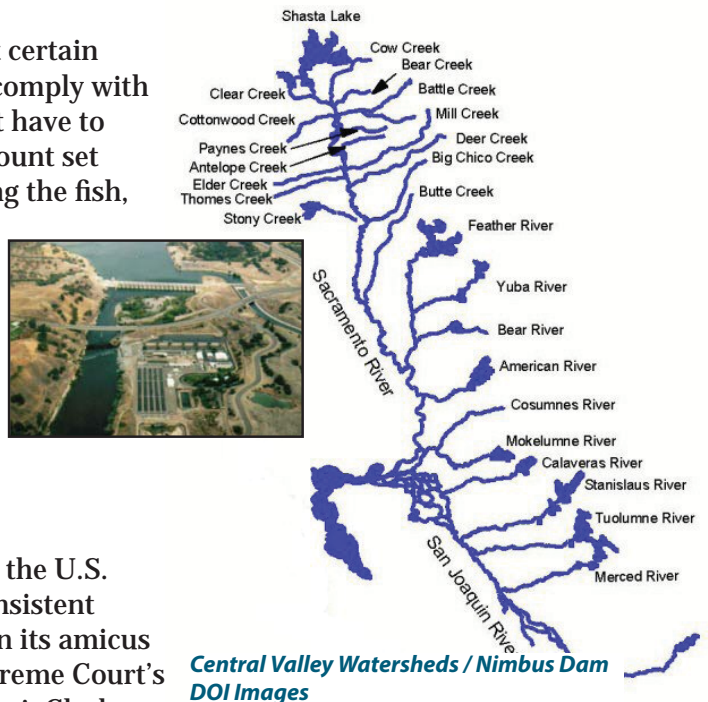 t certain
comply with
t have to
ount set
g the fish,
the U.S.
nsistent
n its amicus
reme Court's
Shasta Lake
Cow Creek
Bear Creek
Clear Creek
Battle Creek
Cottonwood Creek
Mill Creek
Paynes Creek
Deer Creek
Antelope Creek
Big Chico Creek
Elder Creek
Thomes Creek
Butte Creek
Stony Creek
Feather River
Sacramento River
Yuba River
Bear River
American River
Cosumnes River
Mokelumne River
Calaveras River
Stanislaus River
Tuolumne River
San Joaquin River
Merced River
Central Valley Watersheds / Nimbus Dam
DOI Images